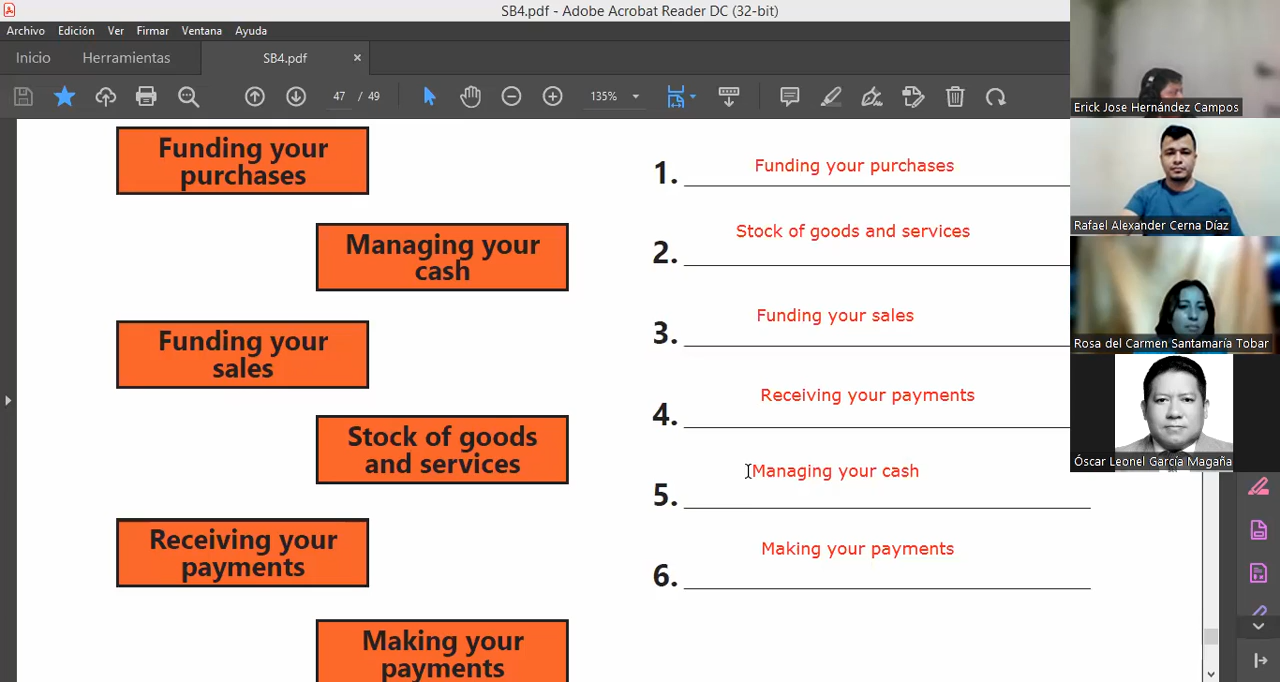 SB4.pdf - Adobe Acrobat Reader DC (32-bit)
Archivo Edición Ver Firmar Ventana Ayuda
Inicio Herramientas SB4.pdf ×
47 / 49 135%
Funding your
purchases
Managing your
cash
Funding your
sales
Stock of goods
and services
Receiving your
payments
Making your
payments
1. Funding your purchases
2. Stock of goods and services
3. Funding your sales
4. Receiving your payments
5. Managing your cash
6. Making your payments
Erick Jose Hernández Campos
Rafael Alexander Cerna Díaz
Rosa del Carmen Santamaría Tobar
Óscar Leonel García Magaña